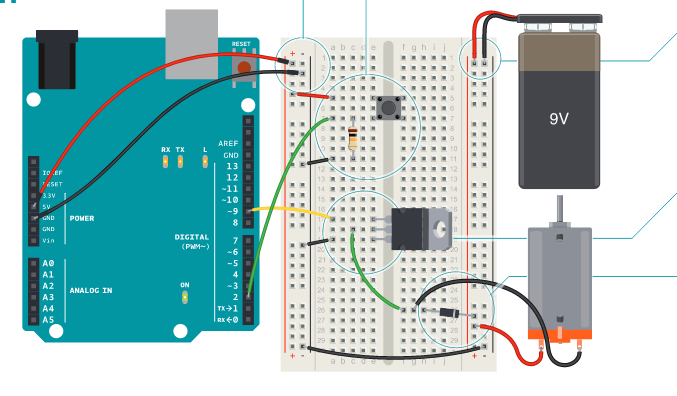 RESET
+ -
a b c d e
f g h i j
+ -
9V
AREF
GND
RX TX
L
13
12
~11
~10
~9
8
IOREF
RESET
3.3V
5V
GND
GND
Vin
POWER
DIGITAL
(PWM~)
7
~6
~5
4
~3
2
TX→1
RX←0
A0
A1
A2
A3
A4
A5
ANALOG IN
ON
+ -
+ -